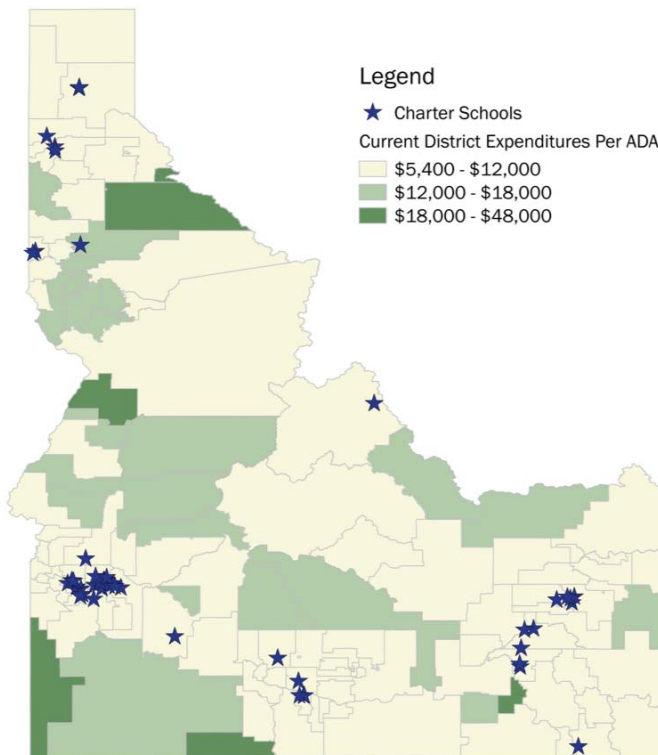 Legend
Charter Schools
Current District Expenditures Per ADA
$5,400 - $12,000
$12,000 - $18,000
$18,000 - $48,000